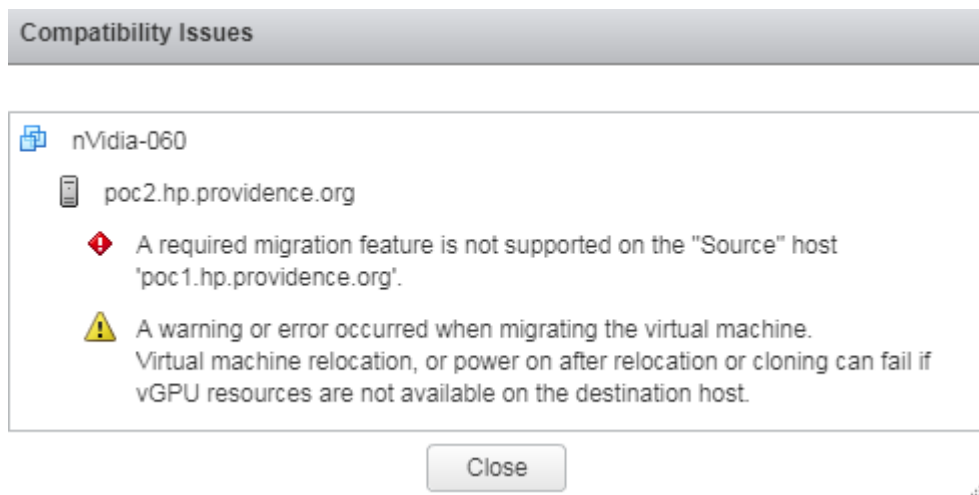 Compatibility Issues
nVidia-060
poc2.hp.providence.org
A required migration feature is not supported on the "Source" host
'poc1.hp.providence.org'.
A warning or error occurred when migrating the virtual machine.
Virtual machine relocation, or power on after relocation or cloning can fail if
vGPU resources are not available on the destination host.
Close